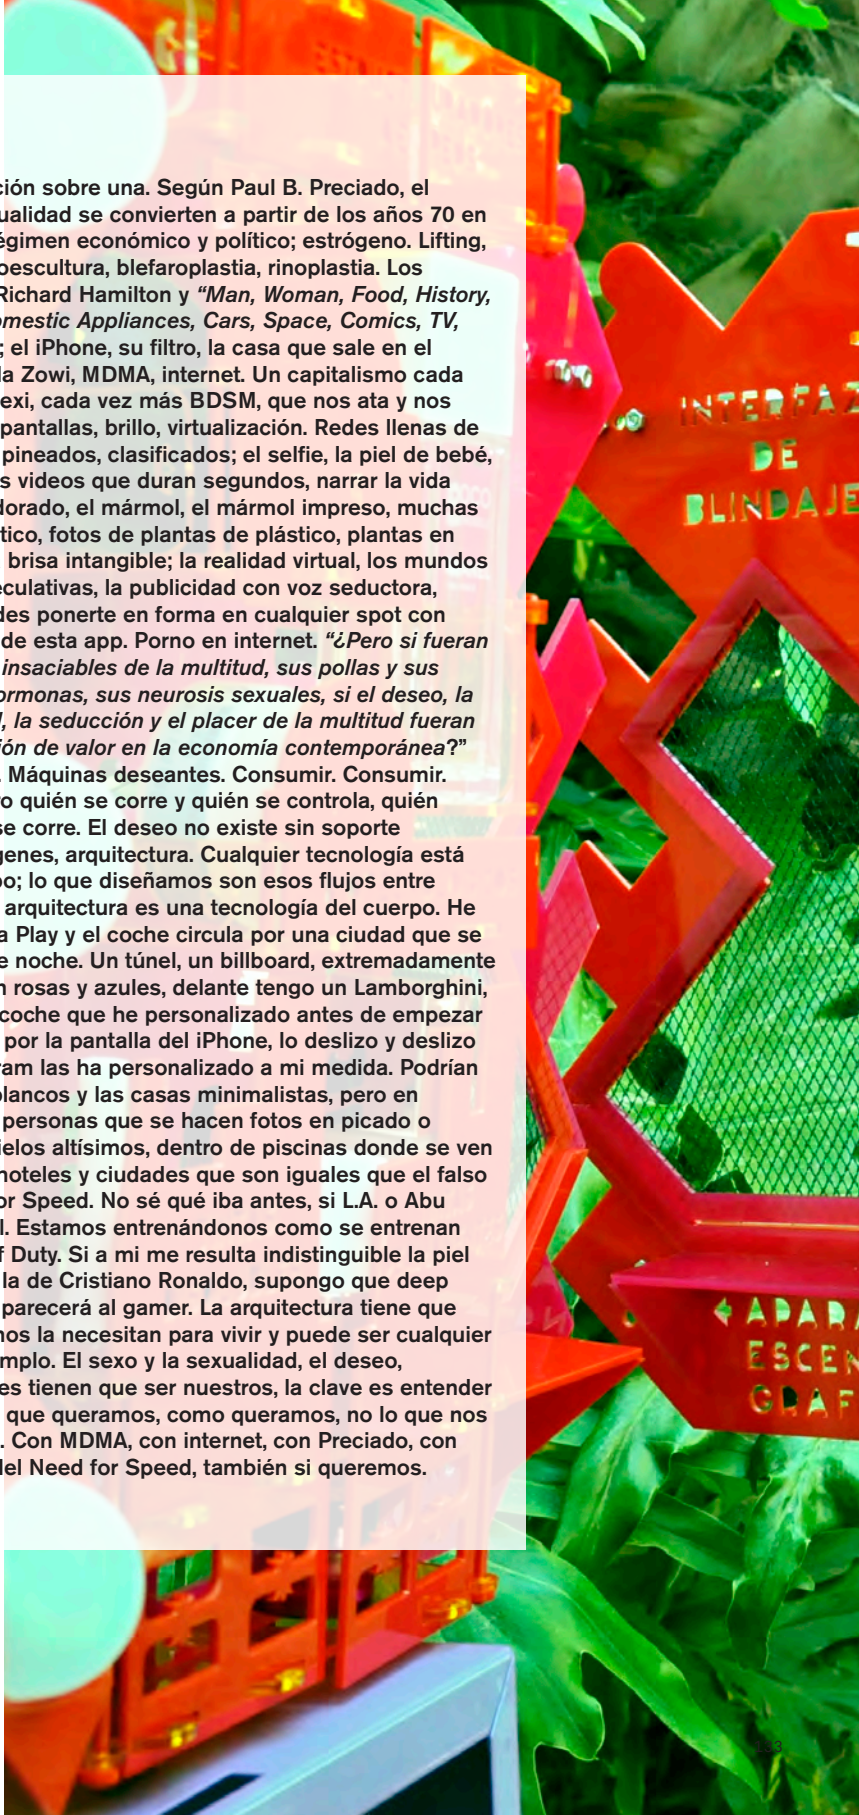 ción sobre una. Según Paul B. Preciado, el
ualidad se convierten a partir de los años 70 en
égimen económico y político; estrógeno. Lifting,
oescultura, blefaroplastia, rinoplastia. Los
Richard Hamilton y “Man, Woman, Food, History,
omestic Appliances, Cars, Space, Comics, TV,
; el iPhone, su filtro, la casa que sale en el
la Zowi, MDMA, internet. Un capitalismo cada
exi, cada vez más BDSM, que nos ata y nos
pantallas, brillo, virtualización. Redes llenas de
pineados, clasificados; el selfie, la piel de bebé,
s videos que duran segundos, narrar la vida
dorado, el mármol, el mármol impreso, muchas
tico, fotos de plantas de plástico, plantas en
brisa intangible; la realidad virtual, los mundos
eculativas, la publicidad con voz seductora,
des ponerte en forma en cualquier spot con
de esta app. Porno en internet. “¿Pero si fueran
insaciables de la multitud, sus pollas y sus
ormonas, sus neurosis sexuales, si el deseo, la
l, la seducción y el placer de la multitud fueran
ión de valor en la economía contemporánea?”
. Máquinas deseantes. Consumir. Consumir.
o quién se corre y quién se controla, quién
se corre. El deseo no existe sin soporte
genes, arquitectura. Cualquier tecnología está
po; lo que diseñamos son esos flujos entre
arquitectura es una tecnología del cuerpo. He
a Play y el coche circula por una ciudad que se
e noche. Un túnel, un billboard, extremadamente
n rosas y azules, delante tengo un Lamborghini,
coche que he personalizado antes de empezar
por la pantalla del iPhone, lo deslizo y deslizo
ram las ha personalizado a mi medida. Podrían
blancos y las casas minimalistas, pero en
personas que se hacen fotos en picado o
ielos altísimos, dentro de piscinas donde se ven
hoteles y ciudades que son iguales que el falso
or Speed. No sé qué iba antes, si L.A. o Abu
l. Estamos entrenándonos como se entrenan
f Duty. Si a mi me resulta indistinguible la piel
la de Cristiano Ronaldo, supongo que deep
parecerá al gamer. La arquitectura tiene que
nos la necesitan para vivir y puede ser cualquier
mplo. El sexo y la sexualidad, el deseo,
es tienen que ser nuestros, la clave es entender
que queramos, como queramos, no lo que nos
. Con MDMA, con internet, con Preciado, con
del Need for Speed, también si queremos.
INTERFAZ
DE
BLINDAJE
APARA
ESCEN
GRAF